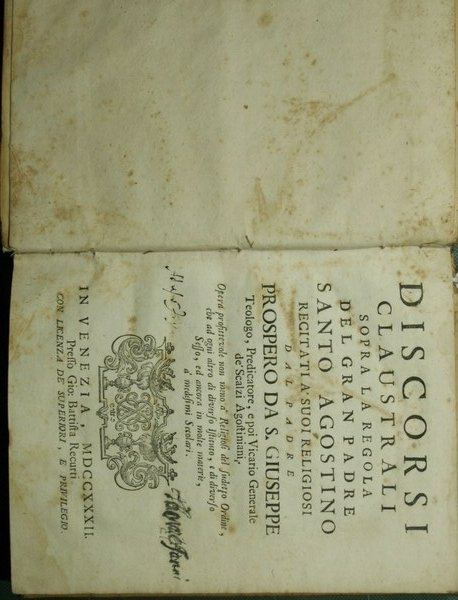 DISCORSI
CLAUSTRALI
SOPRA LA REGOLA
DEL GRAN PADRE
SANTO AGOSTINO
RECITATI A' SUOI RELIGIOSI
DAL PADRE
PROSPERO DA S. GIUSEPPE
Teologo, Predicatore, e poi Vicario Generale
de' Scalzi Agostiniani.
Opera profittevole non meno a' Religiosi del sudetto Ordine,
che ad ogni altro di diverso istituto, e di diverso
Sesso, ed ancora in molte materie,
a' medesimi Secolari.
IN VENEZIA, MDCCXXXII.
Presso Gio: Battista Recurti
CON LICENZA DE' SUPERIORI, E PRIVILEGIO